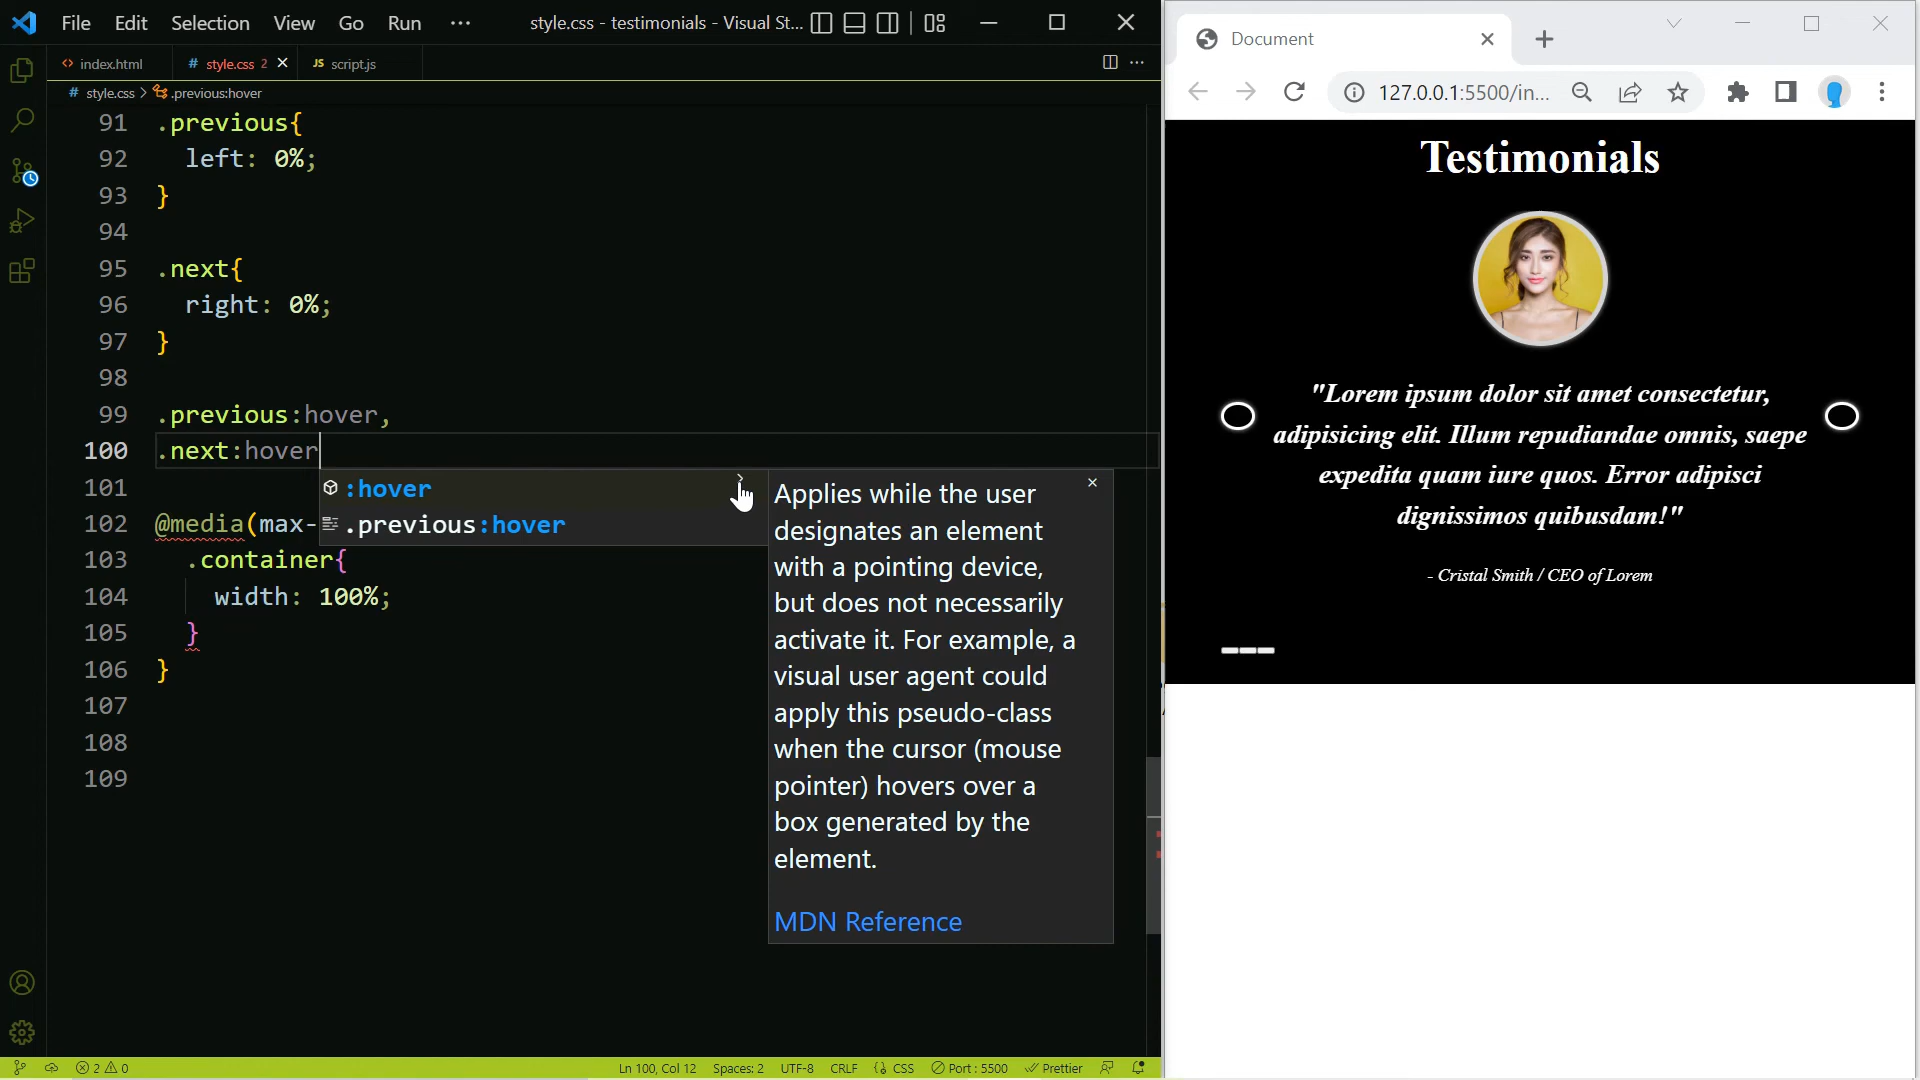 File Edit Selection View Go Run ··· style.css - testimonials - Visual St...
index.html # style.css 2 JS script.js
# style.css > .previous:hover
91 .previous{
92 left: 0%;
93 }
94
95 .next{
96 right: 0%;
97 }
98
99 .previous:hover,
100 .next:hover
101
102 @media(max-
103 .container{
104 width: 100%;
105 }
106 }
107
108
109
:hover
.previous:hover
Applies while the user
designates an element
with a pointing device,
but does not necessarily
activate it. For example, a
visual user agent could
apply this pseudo-class
when the cursor (mouse
pointer) hovers over a
box generated by the
element.
MDN Reference
2 0 Ln 100, Col 12 Spaces: 2 UTF-8 CRLF {} CSS Port : 5500 Prettier
Document
127.0.0.1:5500/in...
Testimonials
"Lorem ipsum dolor sit amet consectetur,
adipisicing elit. Illum repudiandae omnis, saepe
expedita quam iure quos. Error adipisci
dignissimos quibusdam!"
- Cristal Smith / CEO of Lorem